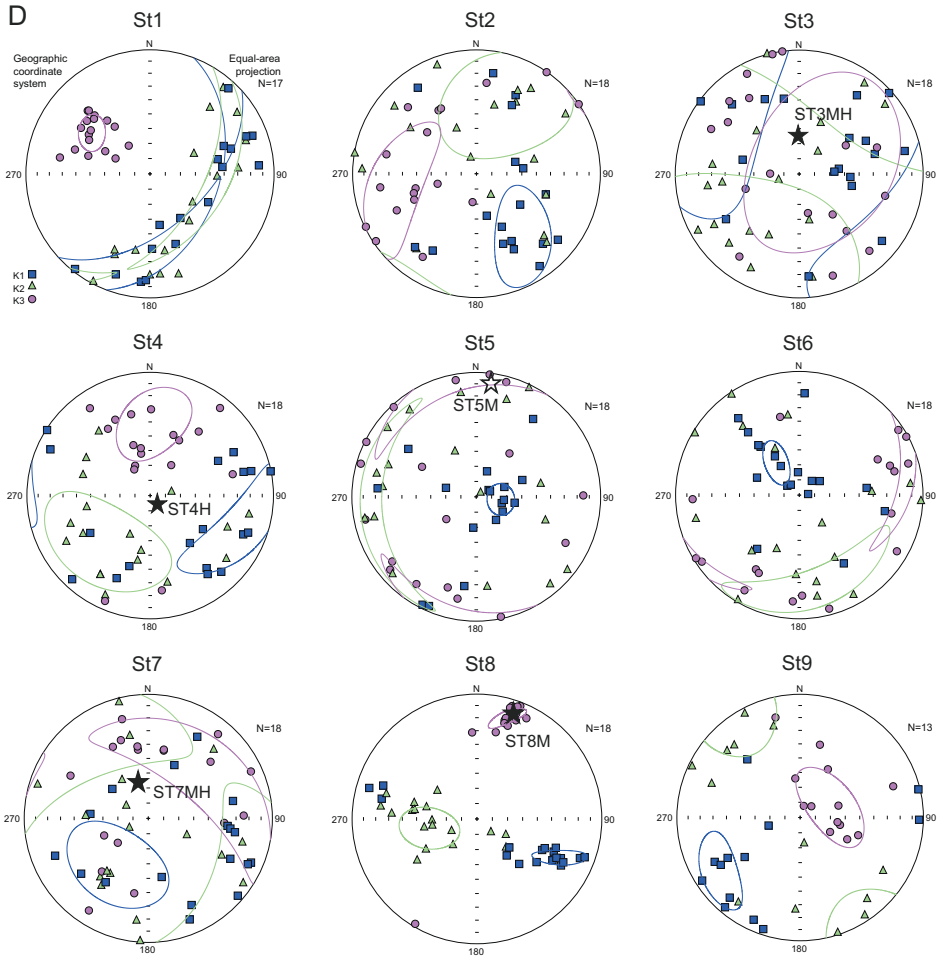 D
St1
St2
St3
N
N
N
Geographic
coordinate
system
Equal-area
projection
N=17
N=18
N=18
ST3MH
270
90
270
90
270
90
K1
K2
K3
180
180
180
St4
St5
St6
N
N
N
N=18
N=18
N=18
ST5M
270
90
270
90
270
90
ST4H
180
180
180
St7
St8
St9
N
N
N
N=18
N=18
N=13
ST8M
ST7MH
270
90
270
90
270
90
180
180
180